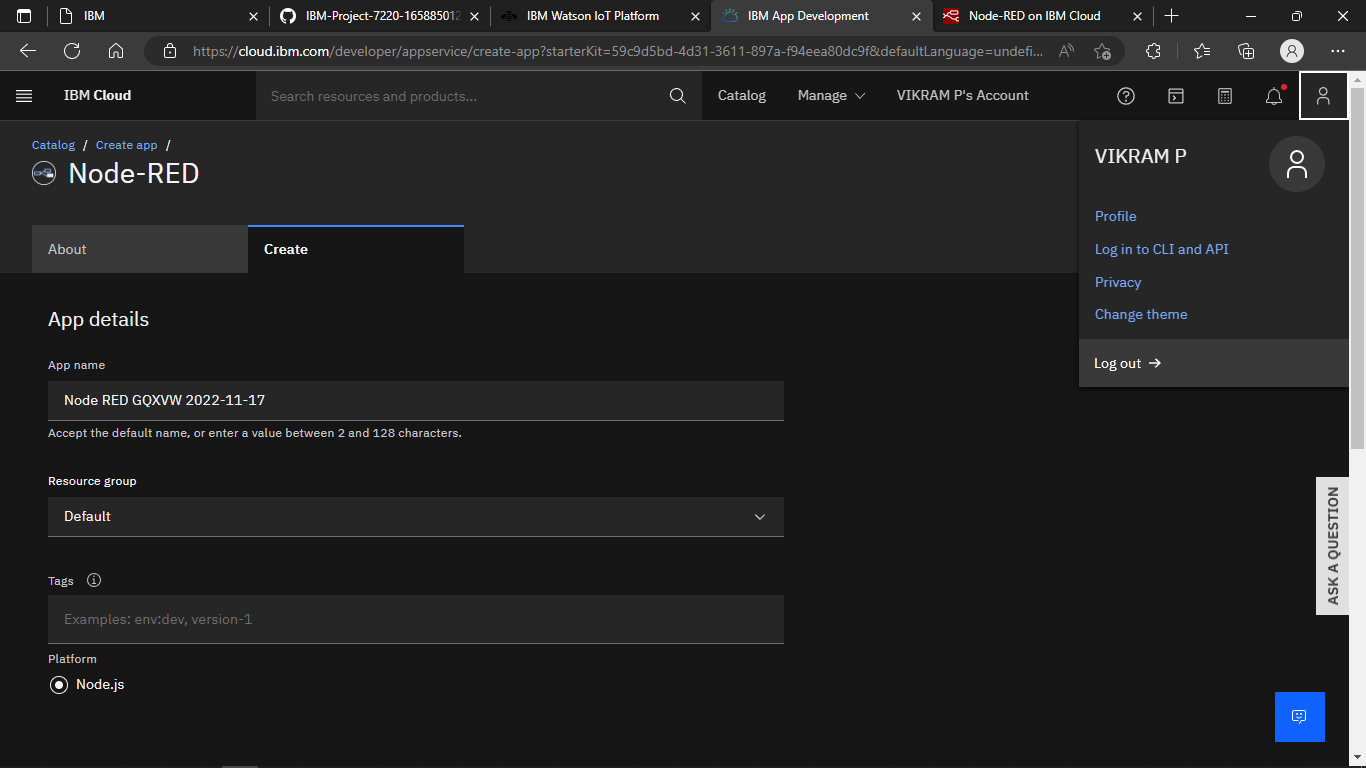 IBM
IBM-Project-7220-165885012
IBM Watson IoT Platform
IBM App Development
Node-RED on IBM Cloud
https://cloud.ibm.com/developer/appservice/create-app?starterKit=59c9d5bd-4d31-3611-897a-f94eea80dc9f&defaultLanguage=undefi...
IBM Cloud
Search resources and products...
Catalog
Manage
VIKRAM P's Account
Catalog / Create app /
Node-RED
VIKRAM P
Profile
Log in to CLI and API
Privacy
Change theme
Log out →
About
Create
App details
App name
Node RED GQXVW 2022-11-17
Accept the default name, or enter a value between 2 and 128 characters.
Resource group
Default
Tags
Examples: env:dev, version-1
Platform
Node.js
ASK A QUESTION